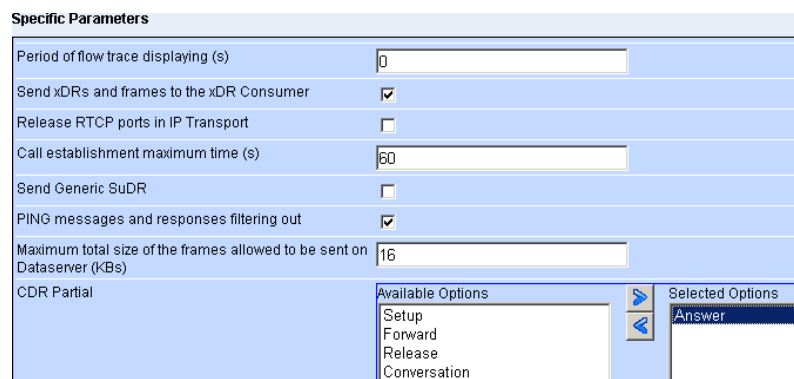 Specific Parameters
Period of flow trace displaying (s)
0
Send xDRs and frames to the xDR Consumer
Release RTCP ports in IP Transport
Call establishment maximum time (s)
60
Send Generic SuDR
PING messages and responses filtering out
Maximum total size of the frames allowed to be sent on
Dataserver (KBs)
16
CDR Partial
Available Options
Setup
Forward
Release
Conversation
Selected Options
Answer